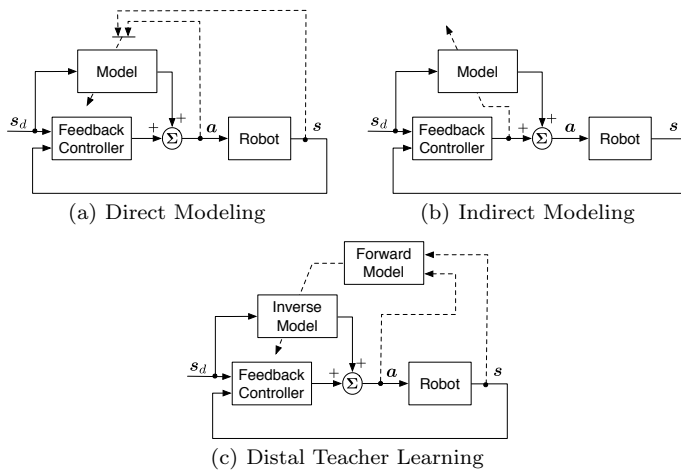 Model
s_d
Feedback
Controller
+
+
Σ
a
Robot
s
(a) Direct Modeling
Model
s_d
Feedback
Controller
+
+
Σ
a
Robot
s
(b) Indirect Modeling
Forward
Model
Inverse
Model
s_d
Feedback
Controller
+
+
Σ
a
Robot
s
(c) Distal Teacher Learning